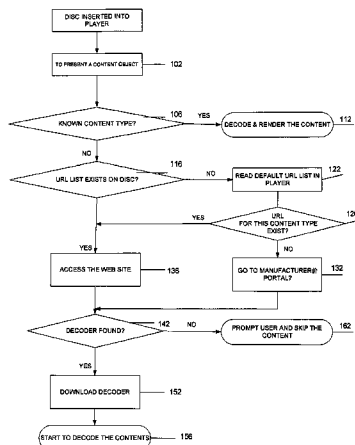 DISC INSERTED INTO
PLAYER
TO PRESENT A CONTENT OBJECT
102
106
KNOWN CONTENT TYPE?
YES
DECODE & RENDER THE CONTENT
112
NO
116
URL LIST EXISTS ON DISC?
NO
READ DEFAULT URL LIST IN
PLAYER
122
YES
URL
FOR THIS CONTENT TYPE
EXIST?
YES
NO
ACCESS THE WEB SITE
136
GO TO MANUFACTURER@
PORTAL?
132
DECODER FOUND?
142
NO
PROMPT USER AND SKIP THE
CONTENT
162
YES
DOWNLOAD DECODER
152
START TO DECODE THE CONTENTS
156